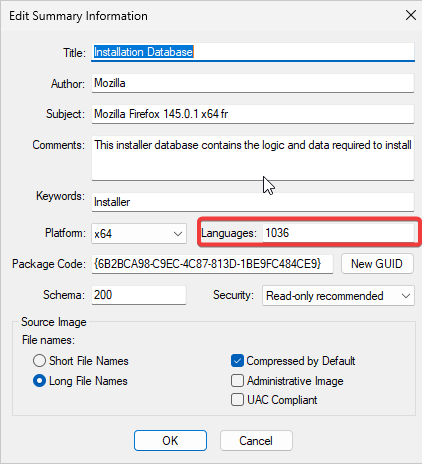 Edit Summary Information
Title: Installation Database
Author: Mozilla
Subject: Mozilla Firefox 145.0.1 x64 fr
Comments: This installer database contains the logic and data required to install
Keywords: Installer
Platform: x64 Languages: 1036
Package Code: {6B2BCA98-C9EC-4C87-813D-1BE9FC484CE9} New GUID
Schema: 200 Security: Read-only recommended
Source Image
File names:
Short File Names Compressed by Default
Long File Names Administrative Image
UAC Compliant
OK Cancel